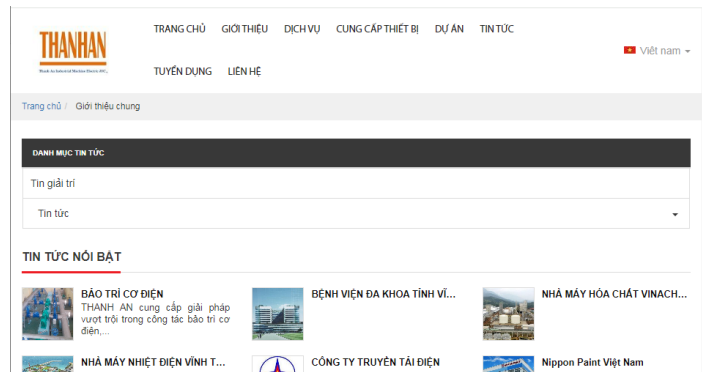 TRANG CHỦ GIỚI THIỆU DỊCH VỤ CUNG CẤP THIẾT BỊ DỰ ÁN TIN TỨC
THANHAN
Việt nam
TUYỂN DỤNG LIÊN HỆ
Trang chủ / Giới thiệu chung
DANH MỤC TIN TỨC
Tin giải trí
Tin tức
TIN TỨC NỔI BẬT
BẢO TRÌ CƠ ĐIỆN
THANH AN cung cấp giải pháp
vượt trội trong công tác bảo trì cơ
điện,...
BỆNH VIỆN ĐA KHOA TỈNH VĨ...
NHÀ MÁY HÓA CHẤT VINACH...
NHÀ MÁY NHIỆT ĐIỆN VĨNH T...
CÔNG TY TRUYỀN TẢI ĐIỆN
Nippon Paint Việt Nam